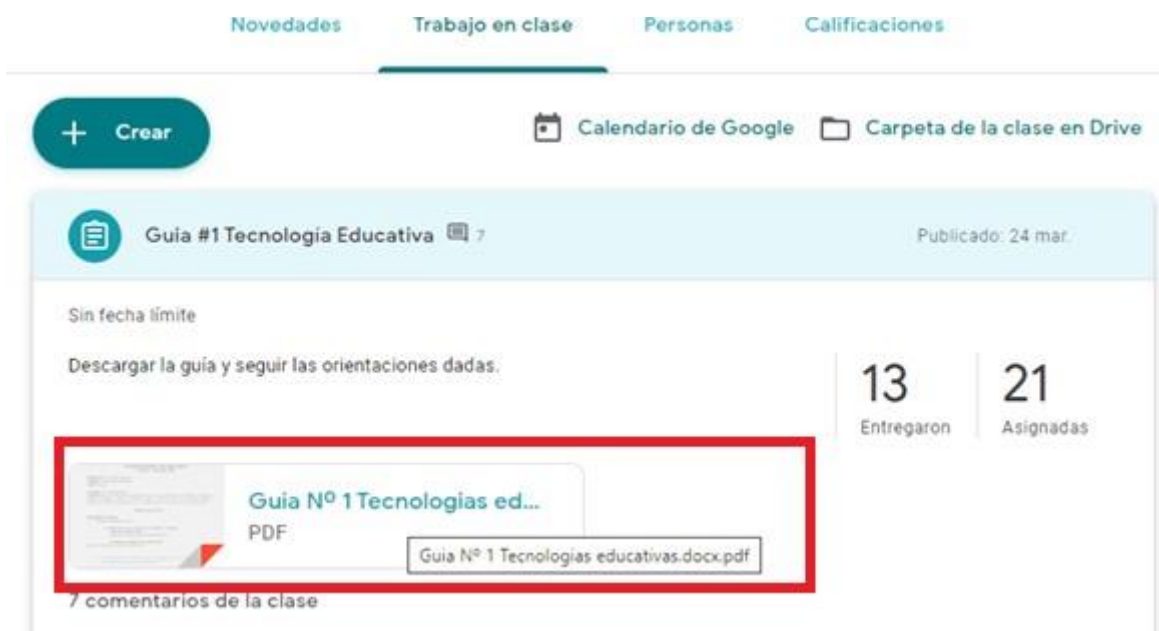 Novedades Trabajo en clase Personas Calificaciones
+ Crear Calendario de Google Carpeta de la clase en Drive
Guia #1 Tecnología Educativa 7 Publicado: 24 mar.
Sin fecha límite
Descargar la guía y seguir las orientaciones dadas.
13 21
Entregaron Asignadas
Guia Nº 1 Tecnologias ed...
PDF
Guia Nº 1 Tecnologias educativas.docx.pdf
7 comentarios de la clase